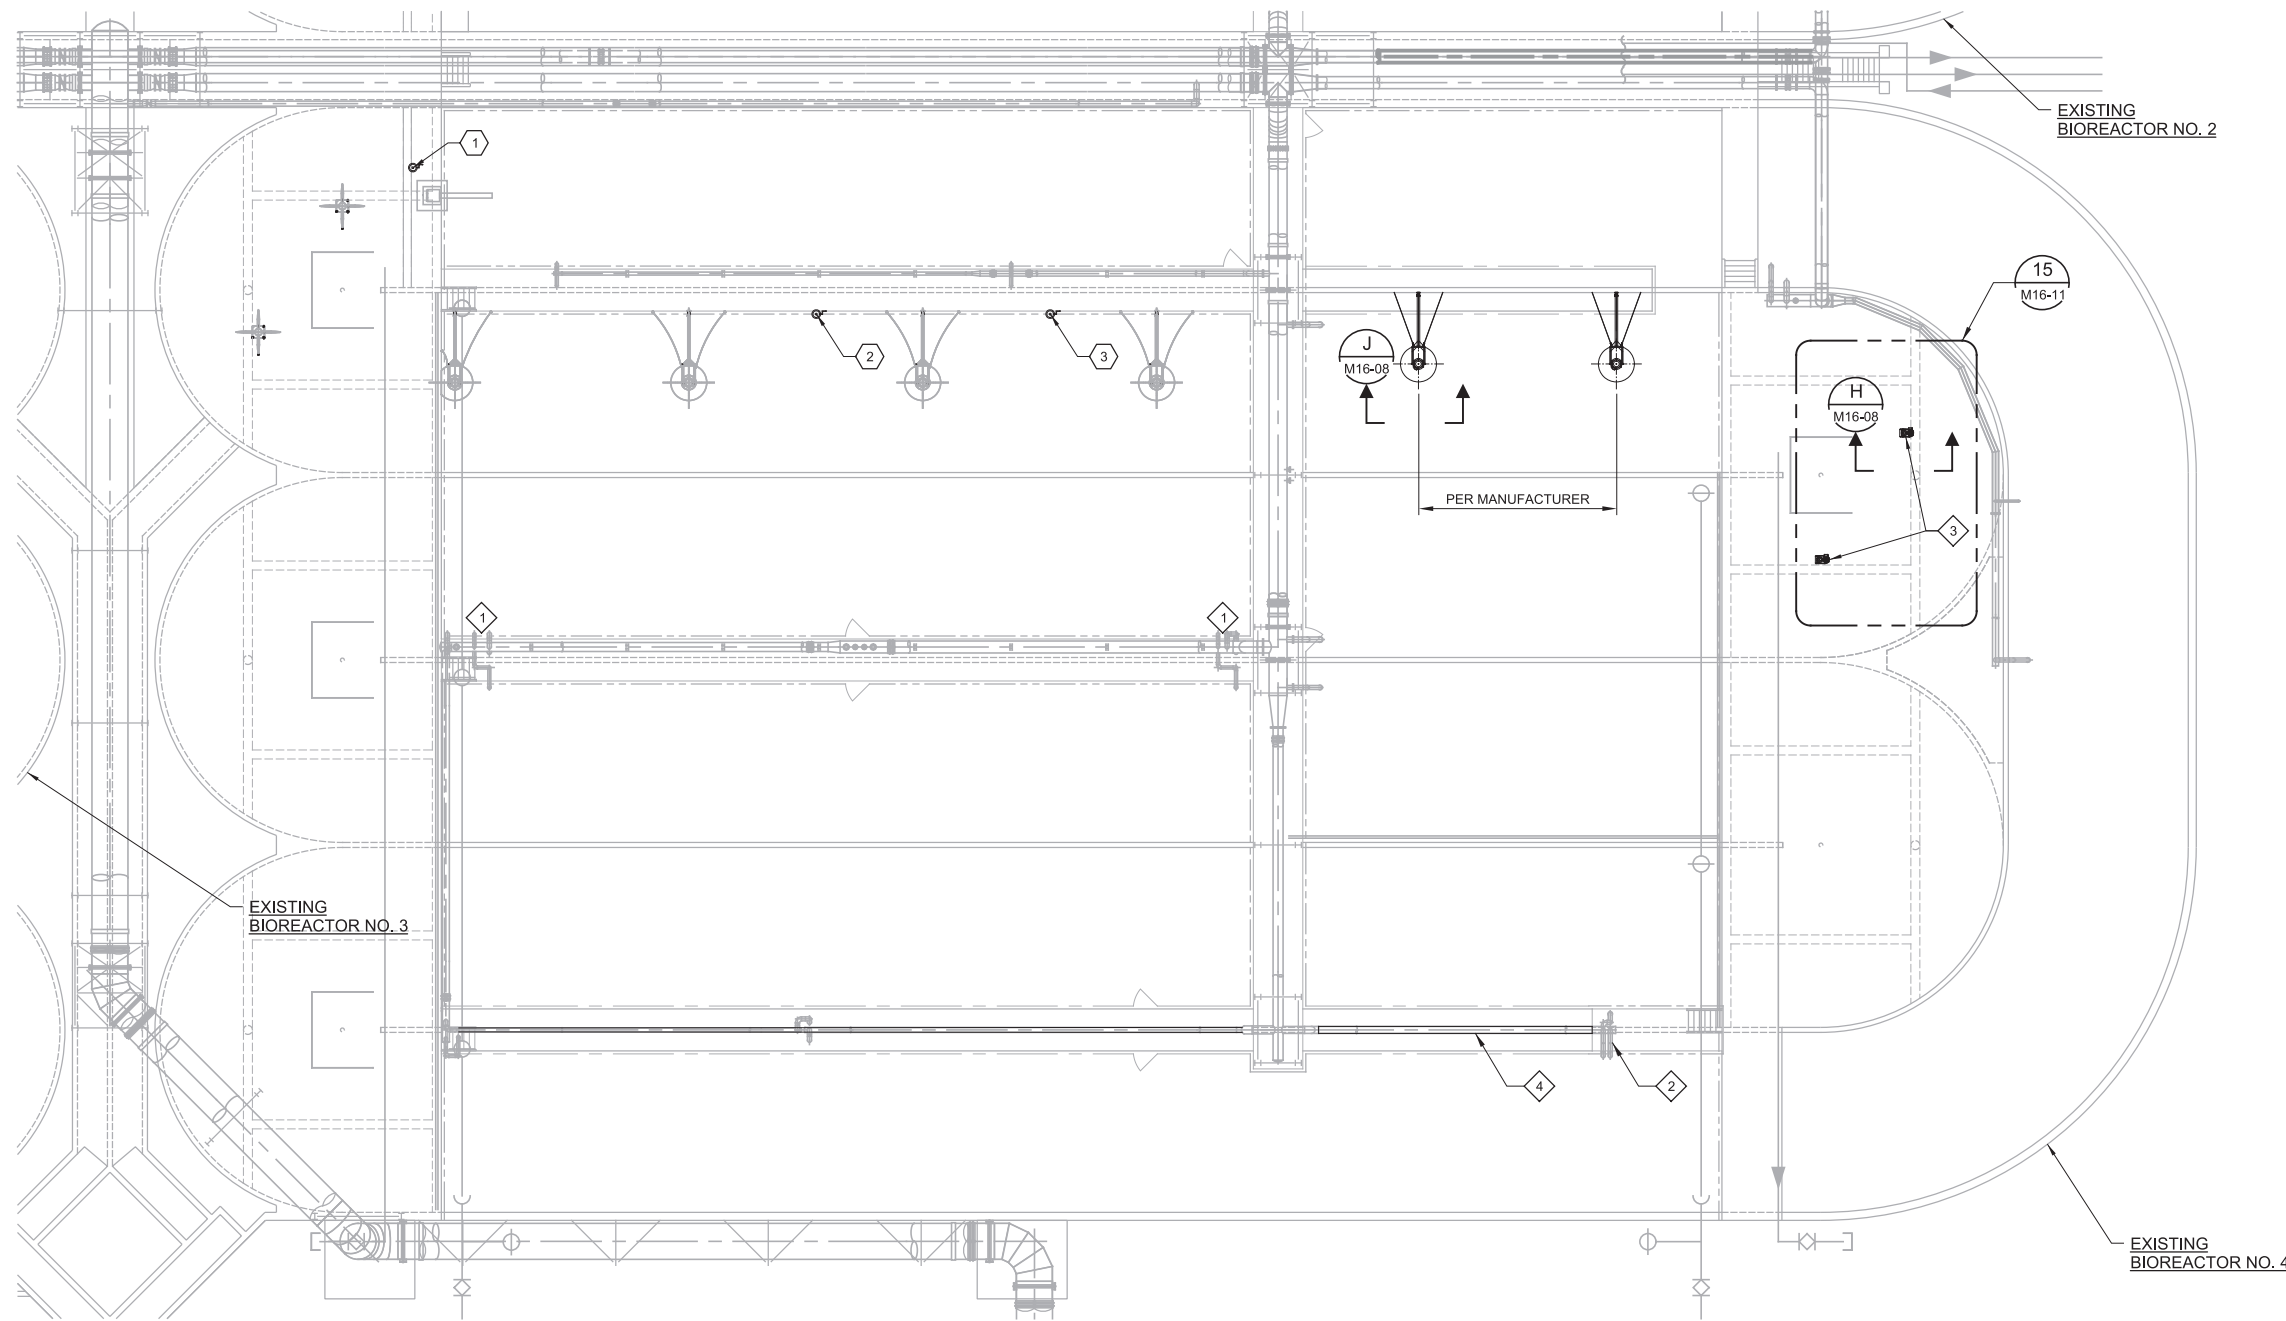 1
EXISTING
BIOREACTOR NO. 2
15
M16-11
2
3
J
M16-08
H
M16-08
PER MANUFACTURER
3
1
1
EXISTING
BIOREACTOR NO. 3
4
2
EXISTING
BIOREACTOR NO. 4